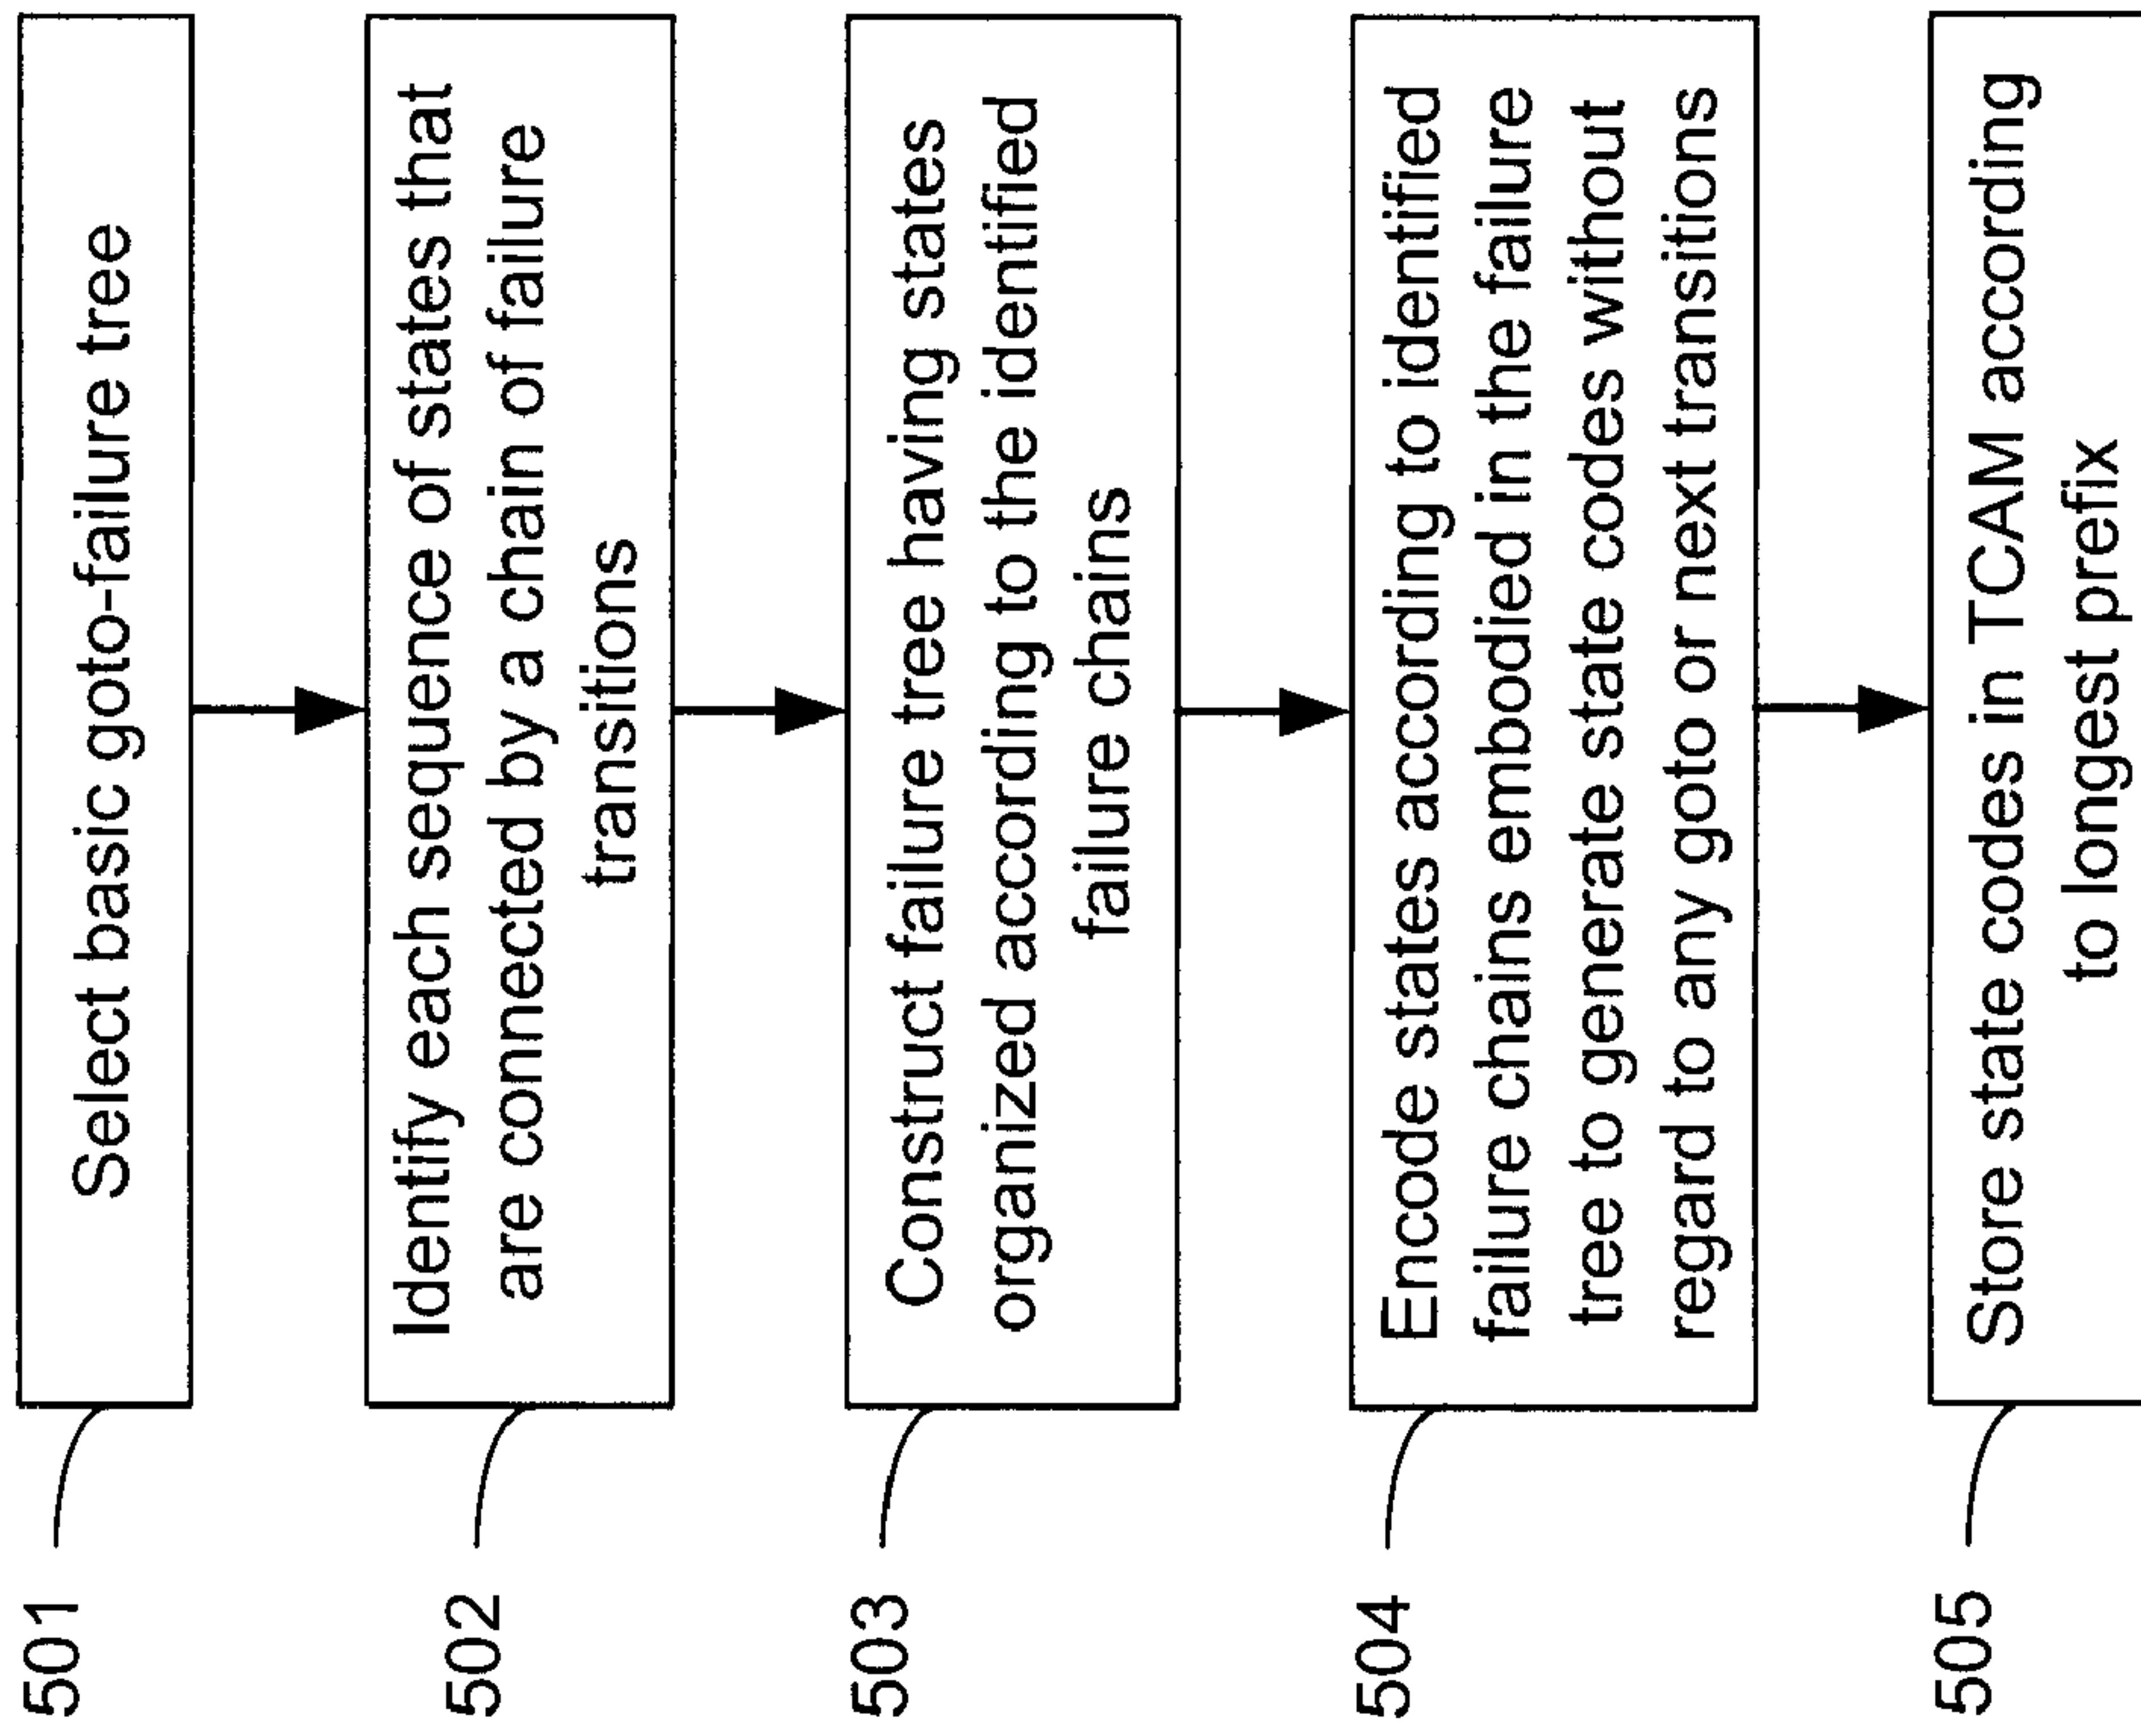 501
Select basic goto-failure tree
502
Identify each sequence of states that
are connected by a chain of failure
transitions
503
Construct failure tree having states
organized according to the identified
failure chains
504
Encode states according to identified
failure chains embodied in the failure
tree to generate state codes without
regard to any goto or next transitions
505
Store state codes in TCAM according
to longest prefix